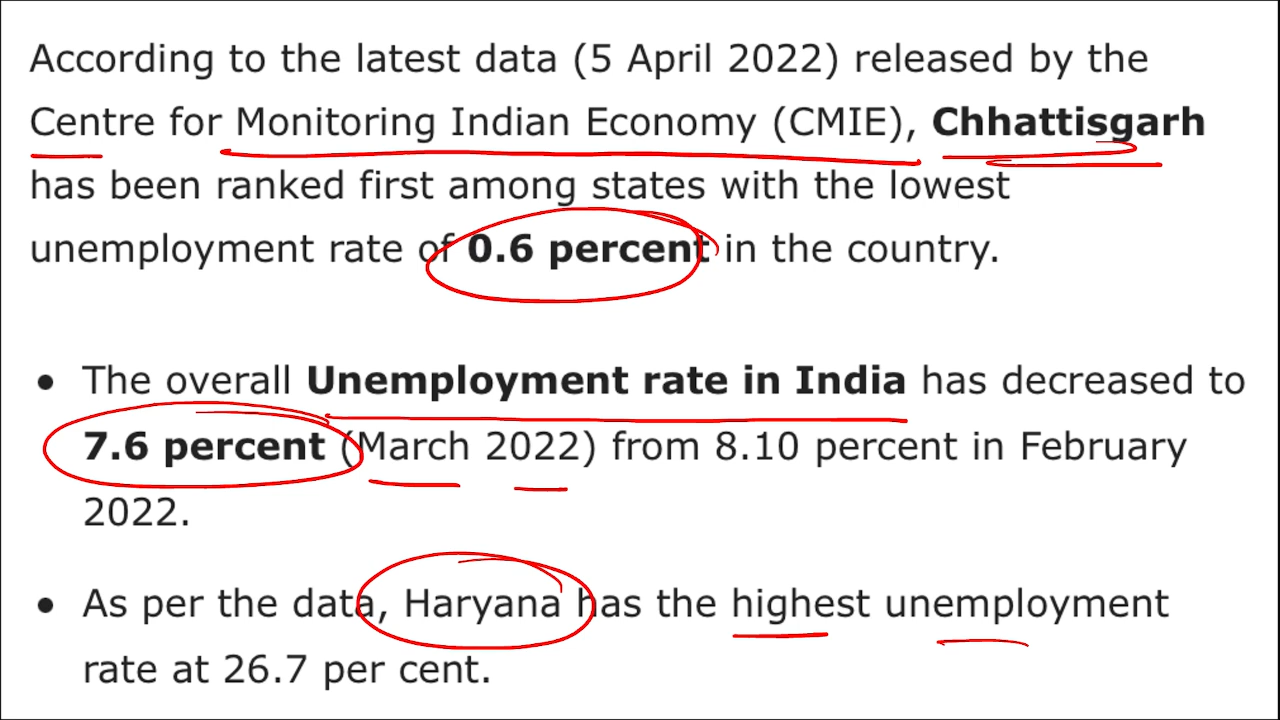 According to the latest data (5 April 2022) released by the
Centre for Monitoring Indian Economy (CMIE), Chhattisgarh
has been ranked first among states with the lowest
unemployment rate of 0.6 percent in the country.
• The overall Unemployment rate in India has decreased to
7.6 percent (March 2022) from 8.10 percent in February
2022.
• As per the data, Haryana has the highest unemployment
rate at 26.7 per cent.